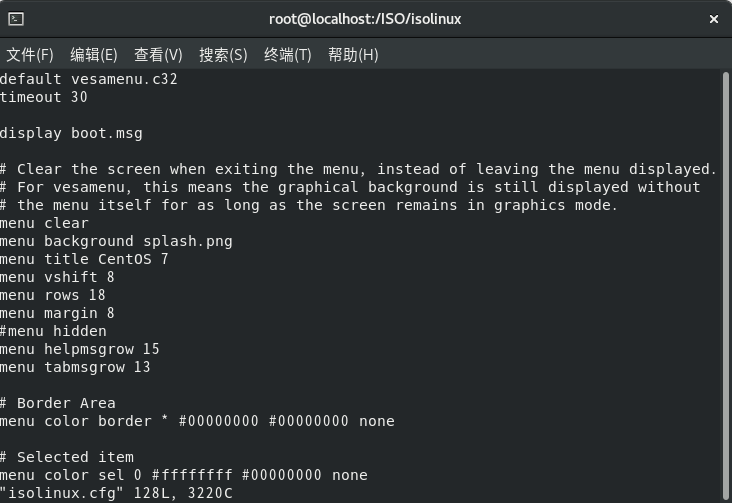 root@localhost:/ISO/isolinux
文件(F) 编辑(E) 查看(V) 搜索(S) 终端(T) 帮助(H)
default vesamenu.c32
timeout 30
display boot.msg
# Clear the screen when exiting the menu, instead of leaving the menu displayed.
# For vesamenu, this means the graphical background is still displayed without
# the menu itself for as long as the screen remains in graphics mode.
menu clear
menu background splash.png
menu title CentOS 7
menu vshift 8
menu rows 18
menu margin 8
#menu hidden
menu helpmsgrow 15
menu tabmsgrow 13
# Border Area
menu color border * #00000000 #00000000 none
# Selected item
menu color sel 0 #ffffffff #00000000 none
"isolinux.cfg" 128L, 3220C